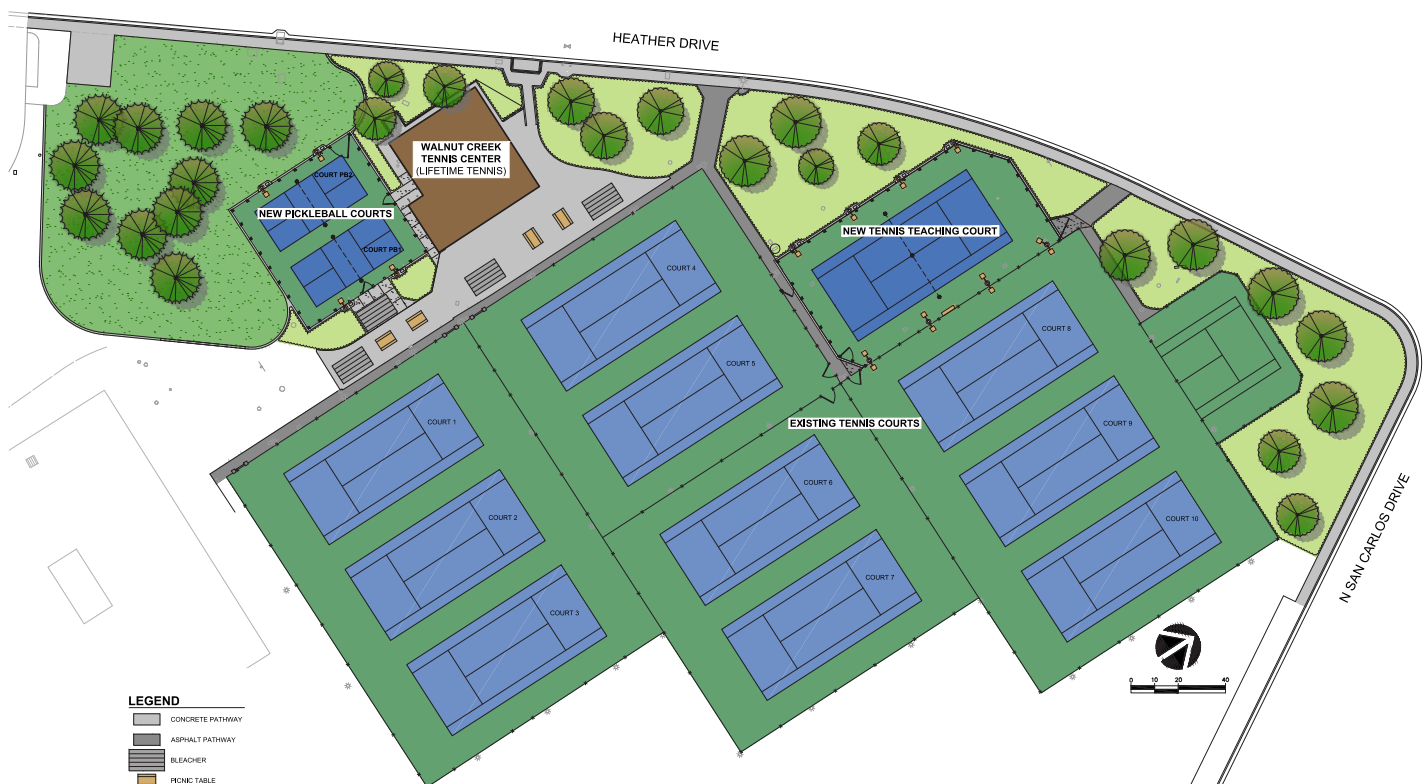 HEATHER DRIVE
WALNUT CREEK
TENNIS CENTER
(LIFETIME TENNIS)
COURT PB2
NEW PICKLEBALL COURTS
COURT PB1
NEW TENNIS TEACHING COURT
COURT 4
COURT 8
COURT 5
COURT 1
EXISTING TENNIS COURTS
COURT 9
COURT 6
COURT 2
COURT 10
COURT 7
COURT 3
N SAN CARLOS DRIVE
0 10 20 40
LEGEND
CONCRETE PATHWAY
ASPHALT PATHWAY
BLEACHER
PICNIC TABLE